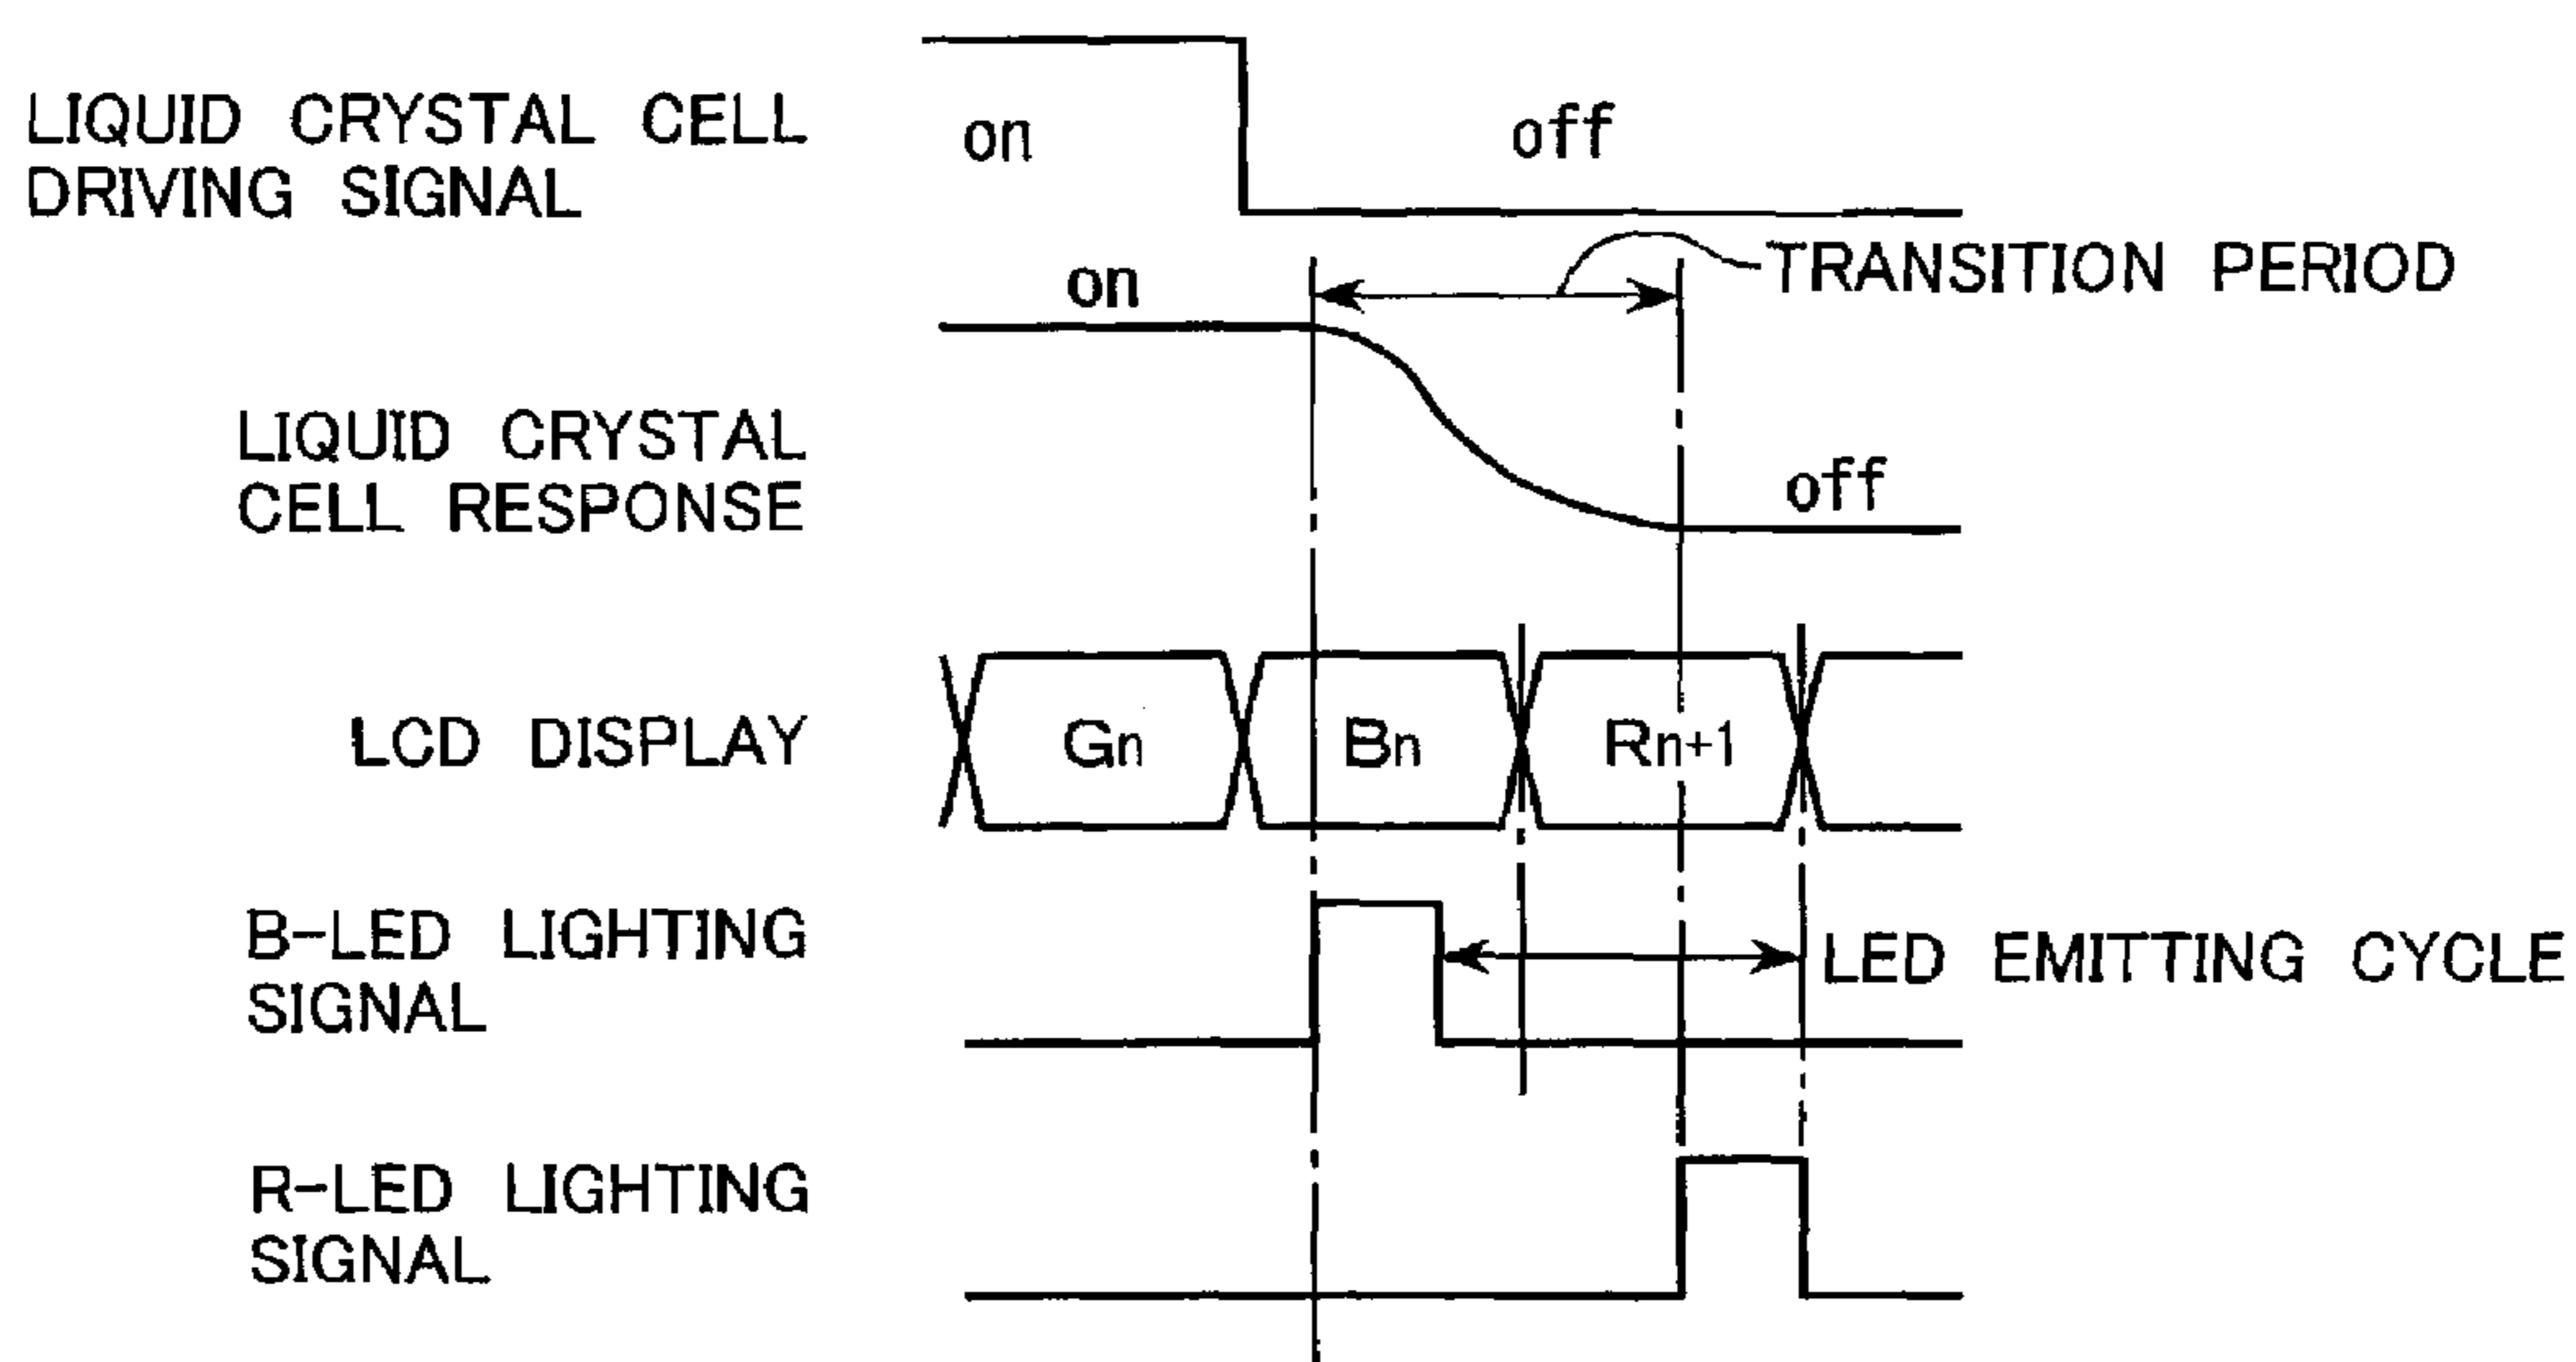 LIQUID CRYSTAL CELL
DRIVING SIGNAL
on
off
TRANSITION PERIOD
on
LIQUID CRYSTAL
CELL RESPONSE
off
LCD DISPLAY
Gn
Bn
Rn+1
B-LED LIGHTING
SIGNAL
LED EMITTING CYCLE
R-LED LIGHTING
SIGNAL